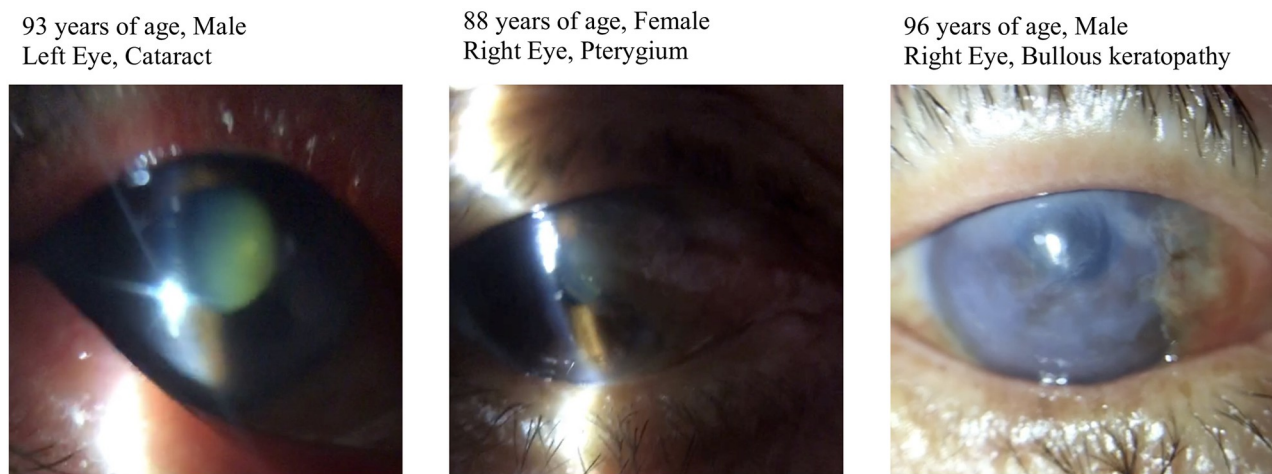 93 years of age, Male
Left Eye, Cataract
88 years of age, Female
Right Eye, Pterygium
96 years of age, Male
Right Eye, Bullous keratopathy